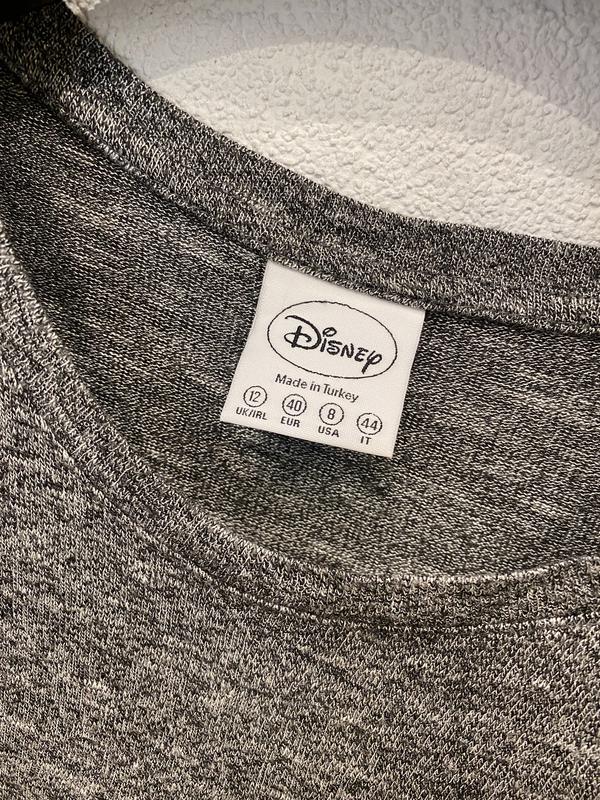 Disney
Made in Turkey
12 40 8 44
UK/IRL EUR USA IT